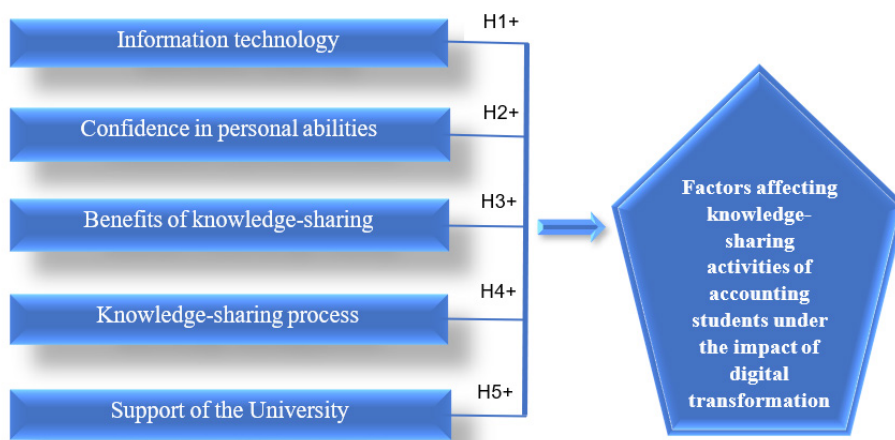 Information technology
H1+
Confidence in personal abilities
H2+
Benefits of knowledge-sharing
H3+
Knowledge-sharing process
H4+
Support of the University
H5+
Factors affecting
knowledge-
sharing
activities of
accounting
students under
the impact of
digital
transformation